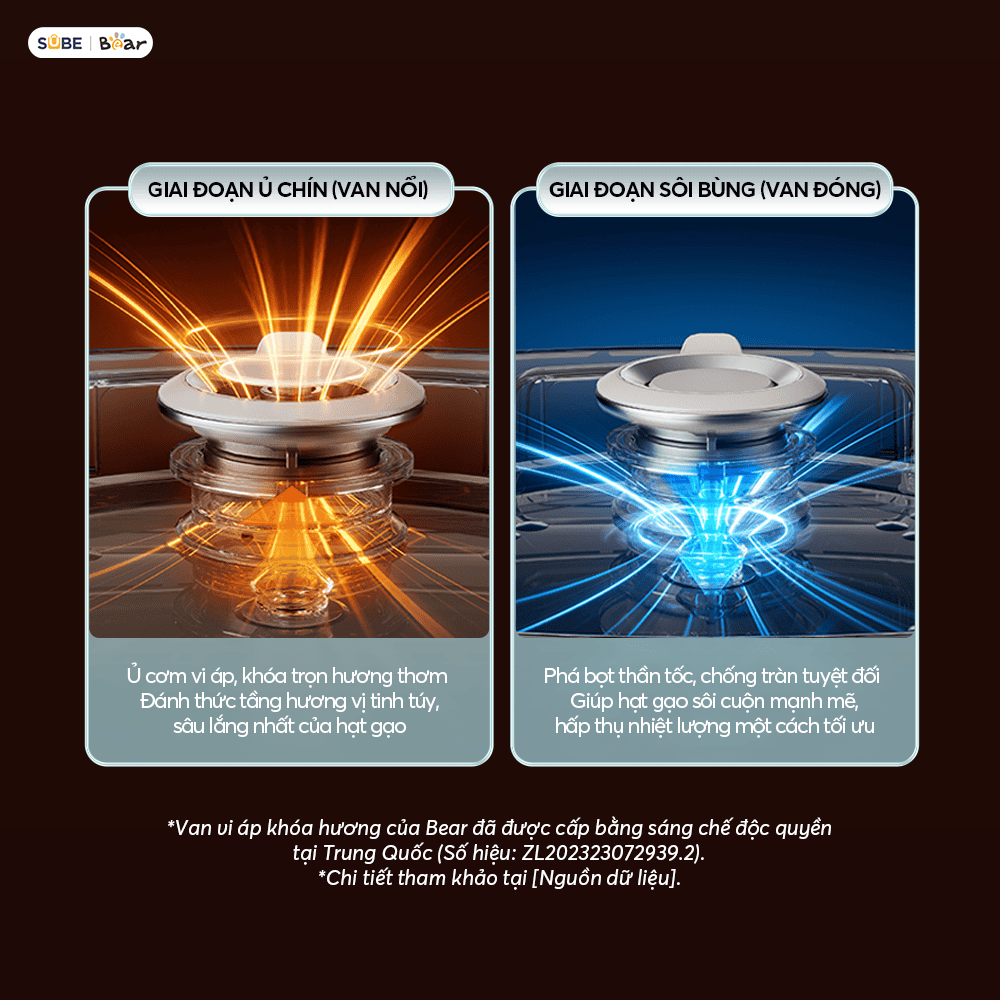 SUBE | Bear
GIAI ĐOẠN Ủ CHÍN (VAN NỔI)
Ủ cơm vi áp, khóa trọn hương thơm
Đánh thức tầng hương vị tinh túy,
sâu lắng nhất của hạt gạo
GIAI ĐOẠN SÔI BÙNG (VAN ĐÓNG)
Phá bọt thần tốc, chống tràn tuyệt đối
Giúp hạt gạo sôi cuộn mạnh mẽ,
hấp thụ nhiệt lượng một cách tối ưu
*Van vi áp khóa hương của Bear đã được cấp bằng sáng chế độc quyền
tại Trung Quốc (Số hiệu: ZL202323072939.2).
*Chi tiết tham khảo tại [Nguồn dữ liệu].